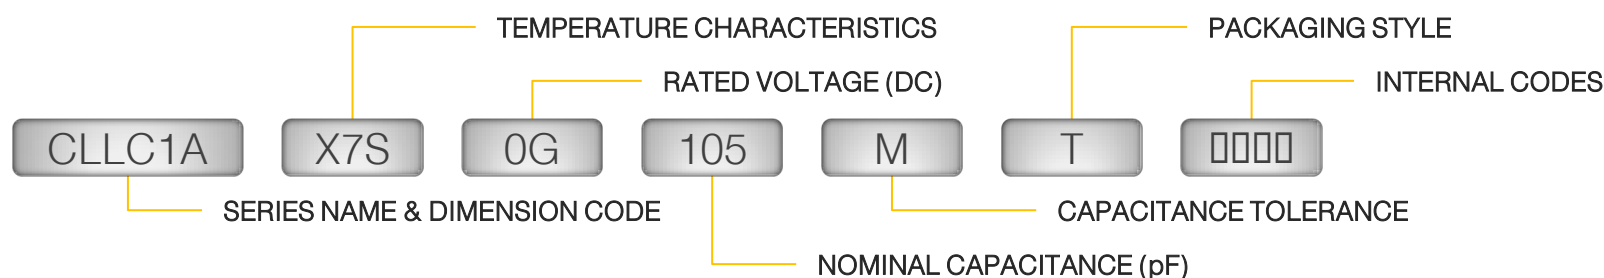 TEMPERATURE CHARACTERISTICS PACKAGING STYLE
RATED VOLTAGE (DC) INTERNAL CODES
CLLC1A X7S 0G 105 M T □□□□
SERIES NAME & DIMENSION CODE CAPACITANCE TOLERANCE
NOMINAL CAPACITANCE (pF)